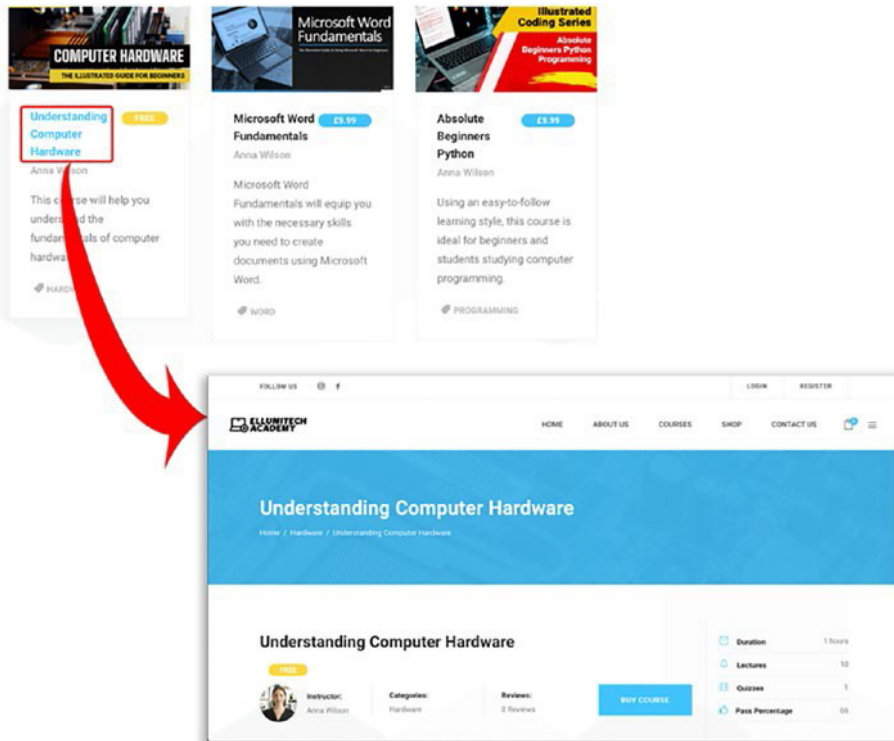 COMPUTER HARDWARE
THE ILLUSTRATED GUIDE FOR BEGINNERS
Understanding
Computer
Hardware
FREE
Anna Wilson
This course will help you
understand the
fundamentals of computer
hardware
HARDW
Microsoft Word
Fundamentals
Microsoft Word
Fundamentals
£9.99
Anna Wilson
Microsoft Word
Fundamentals will equip you
with the necessary skills
you need to create
documents using Microsoft
Word.
WORD
Illustrated
Coding Series
Absolute
Beginners Python
Programming
Absolute
Beginners
Python
£9.99
Anna Wilson
Using an easy-to-follow
learning style, this course is
ideal for beginners and
students studying computer
programming.
PROGRAMMING
FOLLOW US
LOGIN REGISTER
ELLUMITECH
ACADEMY
HOME ABOUT US COURSES SHOP CONTACT US
Understanding Computer Hardware
Home / Hardware / Understanding Computer Hardware
Understanding Computer Hardware
FREE
Instructor:
Anna Wilson
Categories:
Hardware
Reviews:
0 Reviews
BUY COURSE
Duration 1 hours
Lectures 10
Quizzes 1
Pass Percentage 66